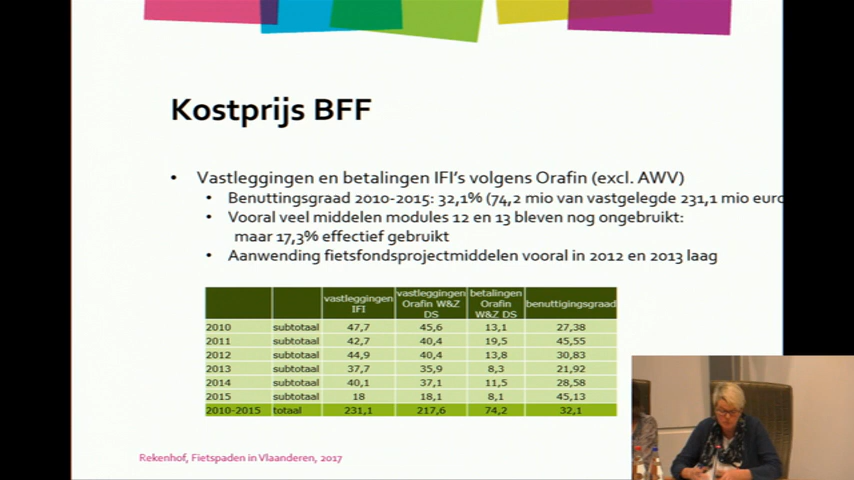 Kostprijs BFF
• Vastleggingen en betalingen IFI's volgens Orafin (excl. AWV)
• Benuttingsgraad 2010-2015: 32,1% (74,2 mio van vastgelegde 231,1 mio euro
• Vooral veel middelen modules 12 en 13 bleven nog ongebruikt:
maar 17,3% effectief gebruikt
• Aanwending fietsfondsprojectmiddelen vooral in 2012 en 2013 laag
vastleggingen IFI vastleggingen Orafin W&Z DS betalingen Orafin W&Z DS benuttigingsgraad
2010 subtotaal 47,7 45,6 13,1 27,38
2011 subtotaal 42,7 40,4 19,5 45,55
2012 subtotaal 44,9 40,4 13,8 30,83
2013 subtotaal 37,7 35,9 8,3 21,92
2014 subtotaal 40,1 37,1 11,5 28,58
2015 subtotaal 18 18,1 8,1 45,13
2010-2015 totaal 231,1 217,6 74,2 32,1
Rekenhof, Fietspaden in Vlaanderen, 2017